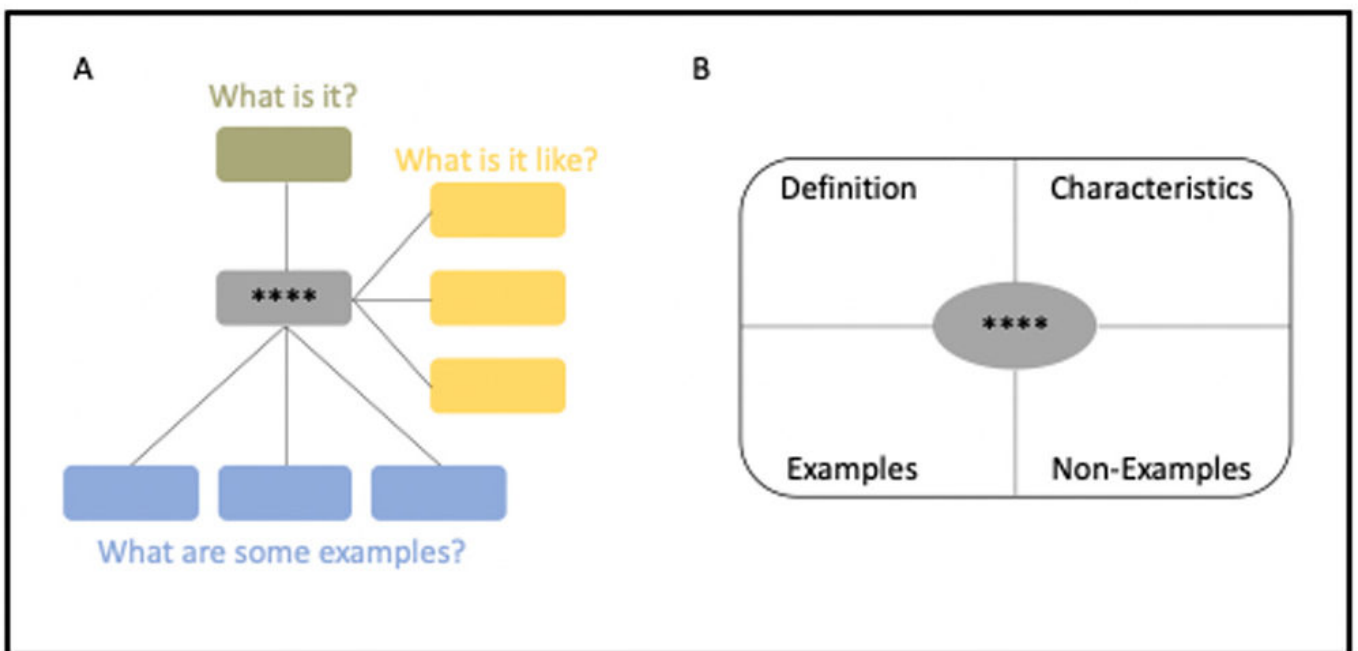 A
What is it?
What is it like?
****
What are some examples?
B
Definition
Characteristics
****
Examples
Non-Examples